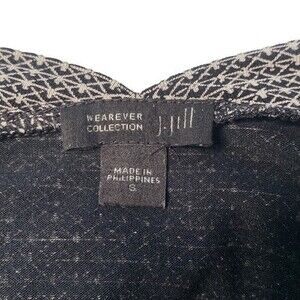 WEAREVER
COLLECTION
J.Jill
MADE IN
PHILIPPINES
S